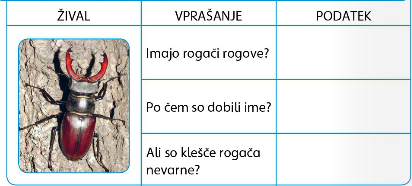 ŽIVAL VPRAŠANJE PODATEK
Imajo rogači rogove?
Po čem so dobili ime?
Ali so klešče rogača
nevarne?